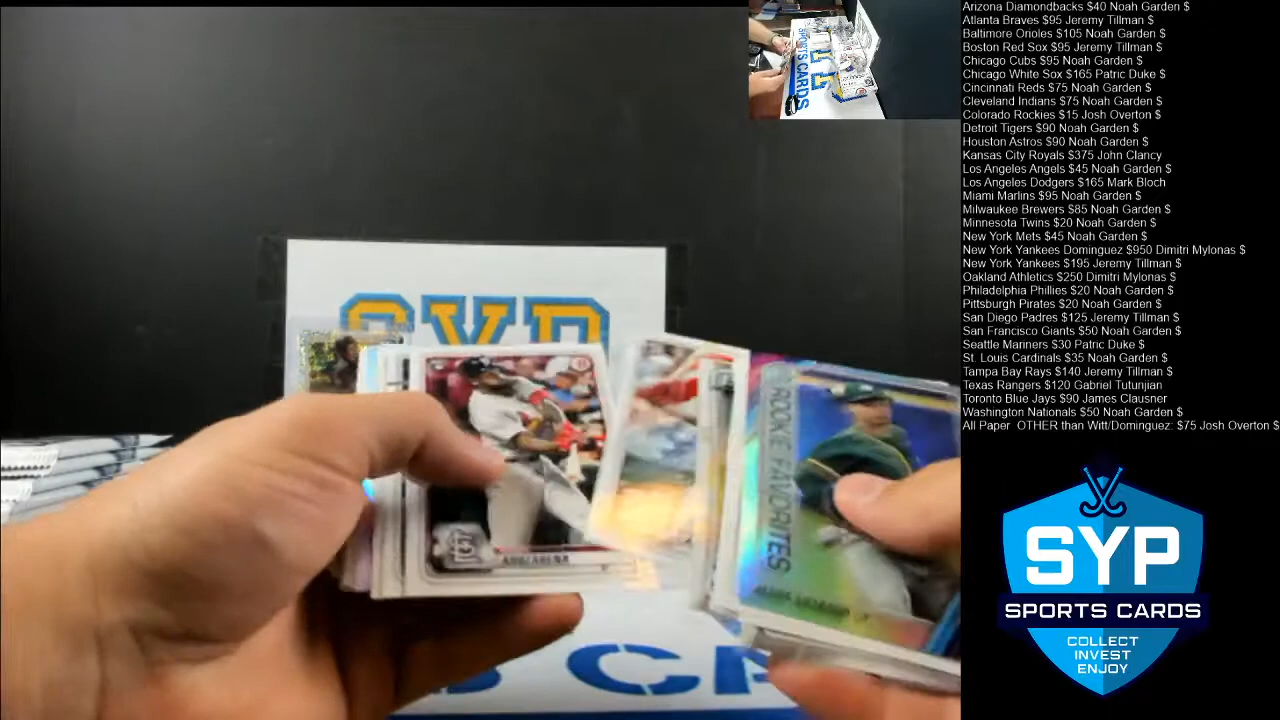 Arizona Diamondbacks $40 Noah Garden $
Atlanta Braves $95 Jeremy Tillman $
Baltimore Orioles $105 Noah Garden $
Boston Red Sox $95 Jeremy Tillman $
Chicago Cubs $95 Noah Garden $
Chicago White Sox $165 Patric Duke $
Cincinnati Reds $75 Noah Garden $
Cleveland Indians $75 Noah Garden $
Colorado Rockies $15 Josh Overton $
Detroit Tigers $90 Noah Garden $
Houston Astros $90 Noah Garden $
Kansas City Royals $375 John Clancy
Los Angeles Angels $45 Noah Garden $
Los Angeles Dodgers $165 Mark Bloch
Miami Marlins $95 Noah Garden $
Milwaukee Brewers $85 Noah Garden $
Minnesota Twins $20 Noah Garden $
New York Mets $45 Noah Garden $
New York Yankees Dominguez $950 Dimitri Mylonas $
New York Yankees $195 Jeremy Tillman $
Oakland Athletics $250 Dimitri Mylonas $
Philadelphia Phillies $20 Noah Garden $
Pittsburgh Pirates $20 Noah Garden $
San Diego Padres $125 Jeremy Tillman $
San Francisco Giants $50 Noah Garden $
Seattle Mariners $30 Patric Duke $
St. Louis Cardinals $35 Noah Garden $
Tampa Bay Rays $140 Jeremy Tillman $
Texas Rangers $120 Gabriel Tutunjian
Toronto Blue Jays $90 James Clausner
Washington Nationals $50 Noah Garden $
All Paper OTHER than Witt/Dominguez: $75 Josh Overton $
SPORTS CARDS
SYP
ROOKIE FAVORITES
SYP
SPORTS CARDS
COLLECT
INVEST
ENJOY